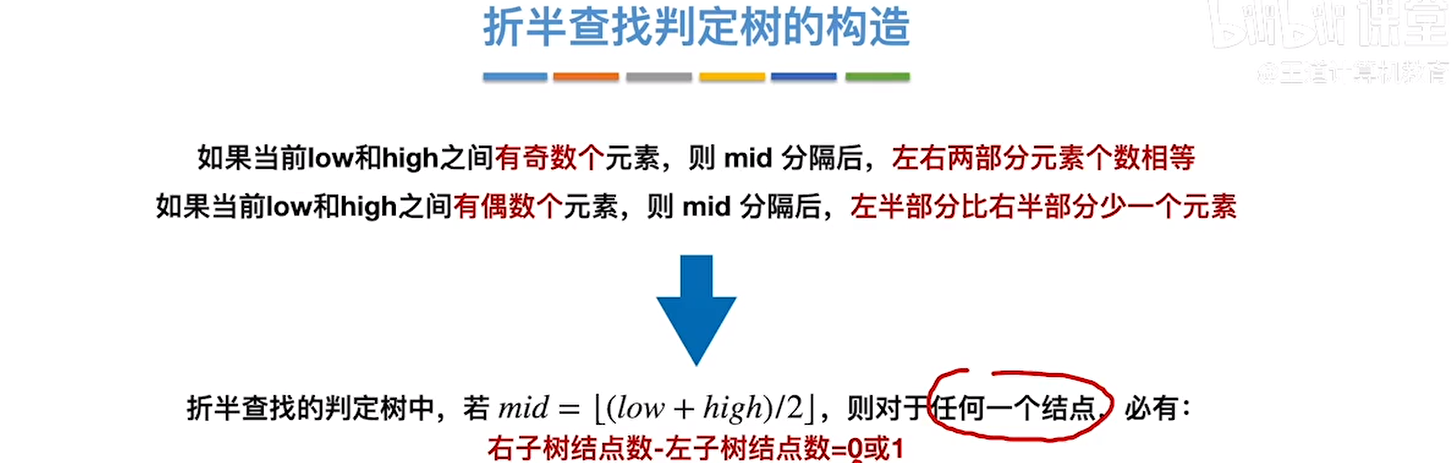 折半查找判定树的构造
bilibili 课堂
@王道计算机教育
如果当前low和high之间有奇数个元素，则 mid 分隔后，左右两部分元素个数相等
如果当前low和high之间有偶数个元素，则 mid 分隔后，左半部分比右半部分少一个元素
折半查找的判定树中，若 mid = ⌊(low + high)/2⌋，则对于任何一个结点，必有：
右子树结点数-左子树结点数=0或1